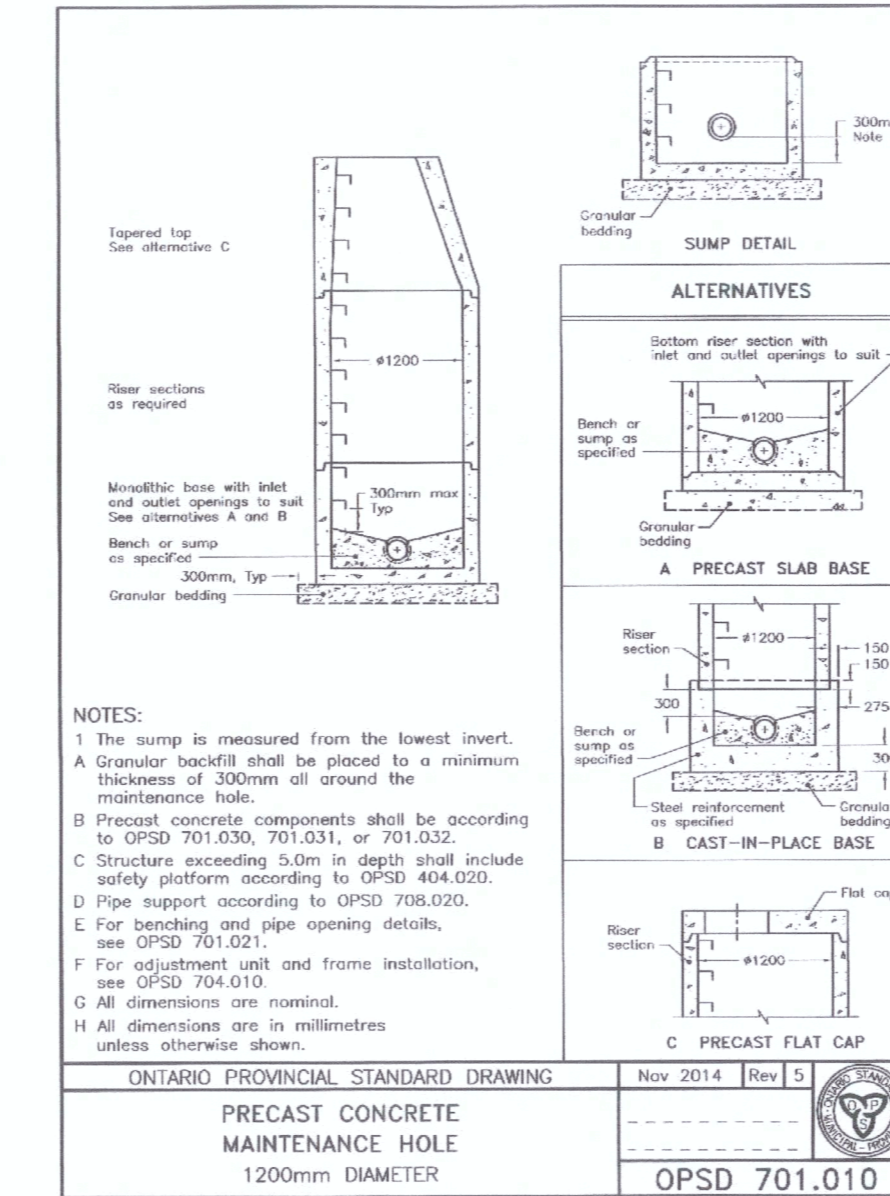 300m
Note
Granular
bedding
SUMP DETAIL
Tapered top
See alternative C
ø1200
Riser sections
as required
Monolithic base with inlet
and outlet openings to suit
See alternatives A and B
300mm max
Typ
Bench or sump
as specified
300mm, Typ
Granular bedding
ALTERNATIVES
Bottom riser section with
inlet and outlet openings to suit
ø1200
Bench or
sump as
specified
Granular
bedding
A PRECAST SLAB BASE
Riser
section
ø1200
150
150
300
275
Bench or
sump as
specified
30
Steel reinforcement
as specified
Granula
bedding
B CAST-IN-PLACE BASE
Flat ca
Riser
section
ø1200
C PRECAST FLAT CAP
NOTES:
1 The sump is measured from the lowest invert.
A Granular backfill shall be placed to a minimum
thickness of 300mm all around the
maintenance hole.
B Precast concrete components shall be according
to OPSD 701.030, 701.031, or 701.032.
C Structure exceeding 5.0m in depth shall include
safety platform according to OPSD 404.020.
D Pipe support according to OPSD 708.020.
E For benching and pipe opening details,
see OPSD 701.021.
F For adjustment unit and frame installation,
see OPSD 704.010.
G All dimensions are nominal.
H All dimensions are in millimetres
unless otherwise shown.
ONTARIO PROVINCIAL STANDARD DRAWING
Nov 2014 Rev 5
PRECAST CONCRETE
MAINTENANCE HOLE
1200mm DIAMETER
O P S
OPSD 701.010